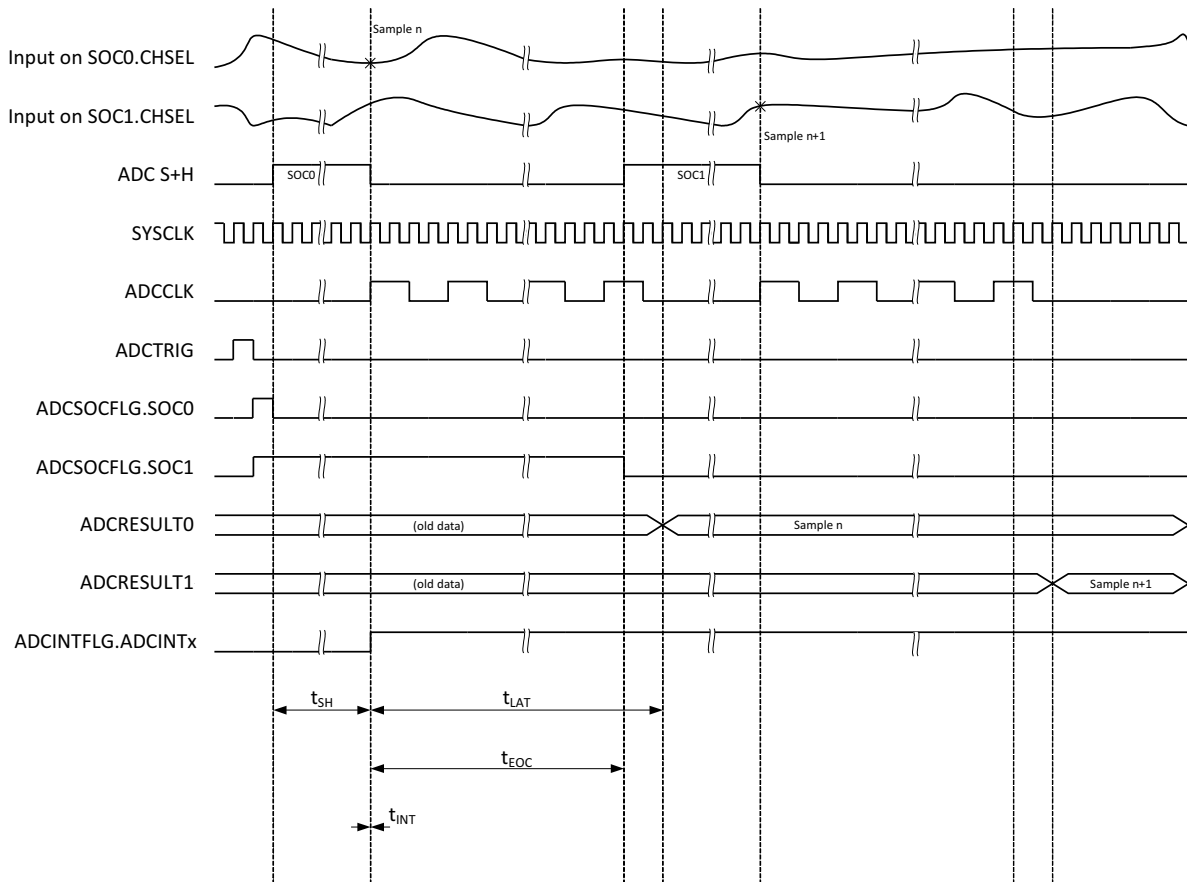 Sample n
Input on SOC0.CHSEL
Input on SOC1.CHSEL
Sample n+1
ADC S+H
SOC0
SOC1
SYSCLK
ADCCLK
ADCTRIG
ADCSOCFLG.SOC0
ADCSOCFLG.SOC1
ADCRESULT0
(old data)
Sample n
ADCRESULT1
(old data)
Sample n+1
ADCINTFLG.ADCINTx
tSH
tLAT
tEOC
tINT